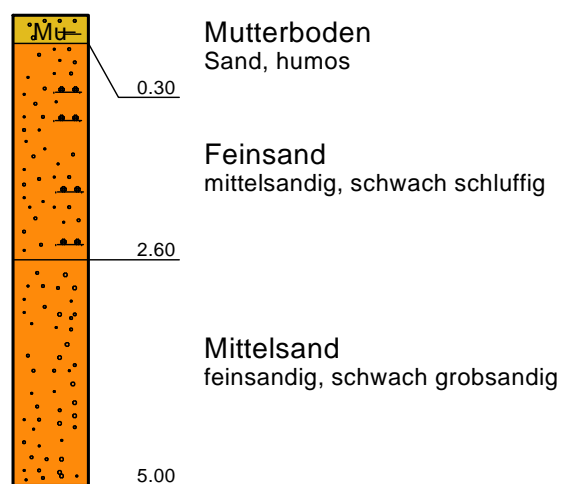 Mu
Mutterboden
Sand, humos
0.30
Feinsand
mittelsandig, schwach schluffig
2.60
Mittelsand
feinsandig, schwach grobsandig
5.00